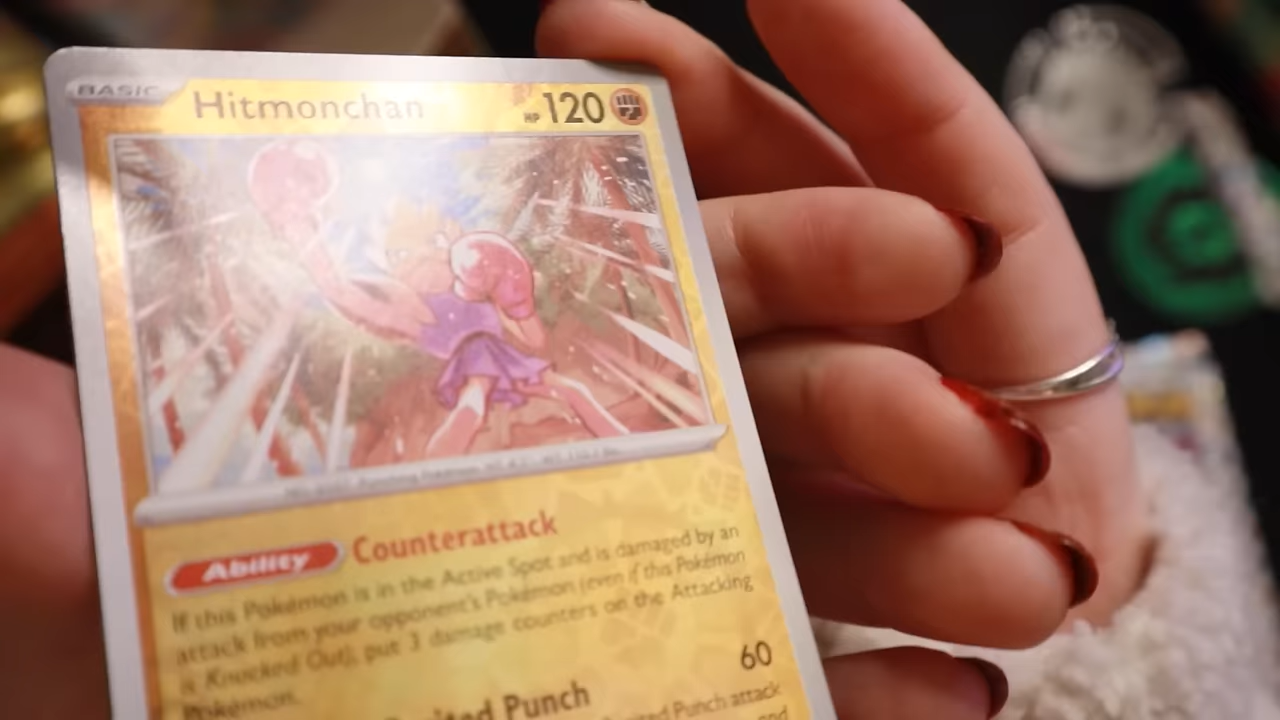 BASIC Hitmonchan HP 120
Ability Counterattack
If this Pokémon is in the Active Spot and is damaged by an
attack from your opponent's Pokémon (even if this Pokémon
is Knocked Out), put 3 damage counters on the Attacking
Pokémon.
Punch 60
Punch attack